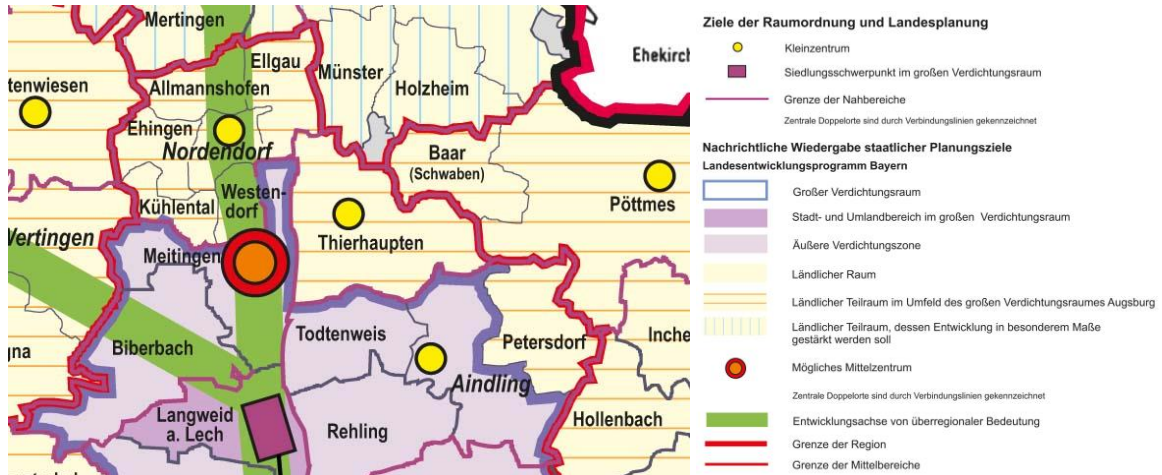 Mertingen
Ellgau
Münster
Ehekirch
tenwiesen
Allmannshofen
Holzheim
Ehingen
Nordendorf
Baar
(Schwaben)
Westen-
dorf
Kühlental
Pöttmes
Wertingen
Thierhaupten
Meitingen
Todtenweis
Petersdorf
Inche
gna
Biberbach
Aindling
Langweid
a. Lech
Rehling
Hollenbach
Ziele der Raumordnung und Landesplanung
Kleinzentrum
Siedlungsschwerpunkt im großen Verdichtungsraum
Grenze der Nahbereiche
Zentrale Doppelorte sind durch Verbindungslinien gekennzeichnet
Nachrichtliche Wiedergabe staatlicher Planungsziele
Landesentwicklungsprogramm Bayern
Großer Verdichtungsraum
Stadt- und Umlandbereich im großen Verdichtungsraum
Äußere Verdichtungszone
Ländlicher Raum
Ländlicher Teilraum im Umfeld des großen Verdichtungsraumes Augsburg
Ländlicher Teilraum, dessen Entwicklung in besonderem Maße
gestärkt werden soll
Mögliches Mittelzentrum
Zentrale Doppelorte sind durch Verbindungslinien gekennzeichnet
Entwicklungsachse von überregionaler Bedeutung
Grenze der Region
Grenze der Mittelbereiche